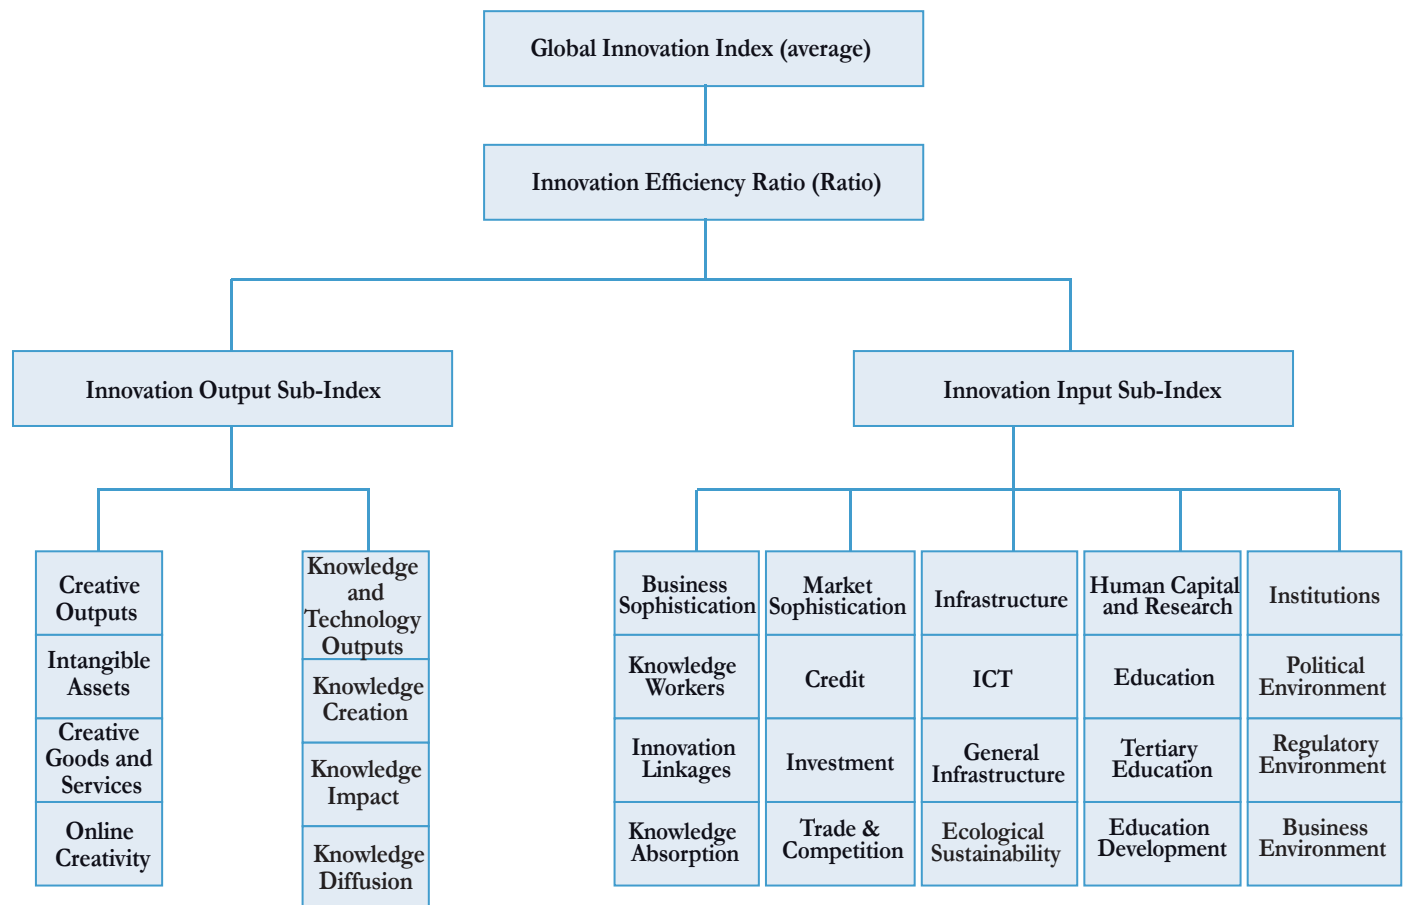 Global Innovation Index (average)
Innovation Efficiency Ratio (Ratio)
Innovation Output Sub-Index
Innovation Input Sub-Index
Creative
Outputs
Intangible
Assets
Creative
Goods and
Services
Online
Creativity
Knowledge
and
Technology
Outputs
Knowledge
Creation
Knowledge
Impact
Knowledge
Diffusion
Business
Sophistication
Knowledge
Workers
Innovation
Linkages
Knowledge
Absorption
Market
Sophistication
Credit
Investment
Trade &
Competition
Infrastructure
ICT
General
Infrastructure
Ecological
Sustainability
Human Capital
and Research
Education
Tertiary
Education
Education
Development
Institutions
Political
Environment
Regulatory
Environment
Business
Environment